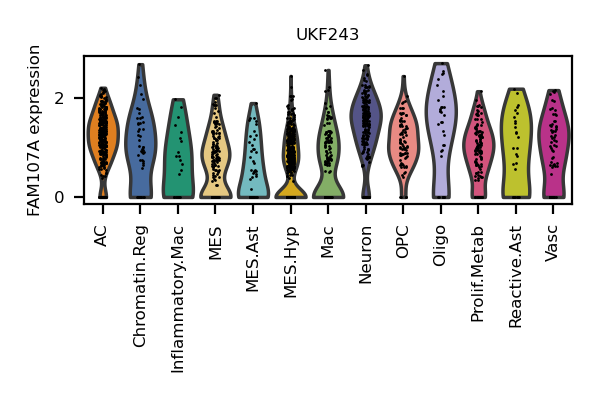 UKF243
FAM107A expression
2
0
AC
Chromatin.Reg
Inflammatory.Mac
MES
MES.Ast
MES.Hyp
Mac
Neuron
OPC
Oligo
Prolif.Metab
Reactive.Ast
Vasc